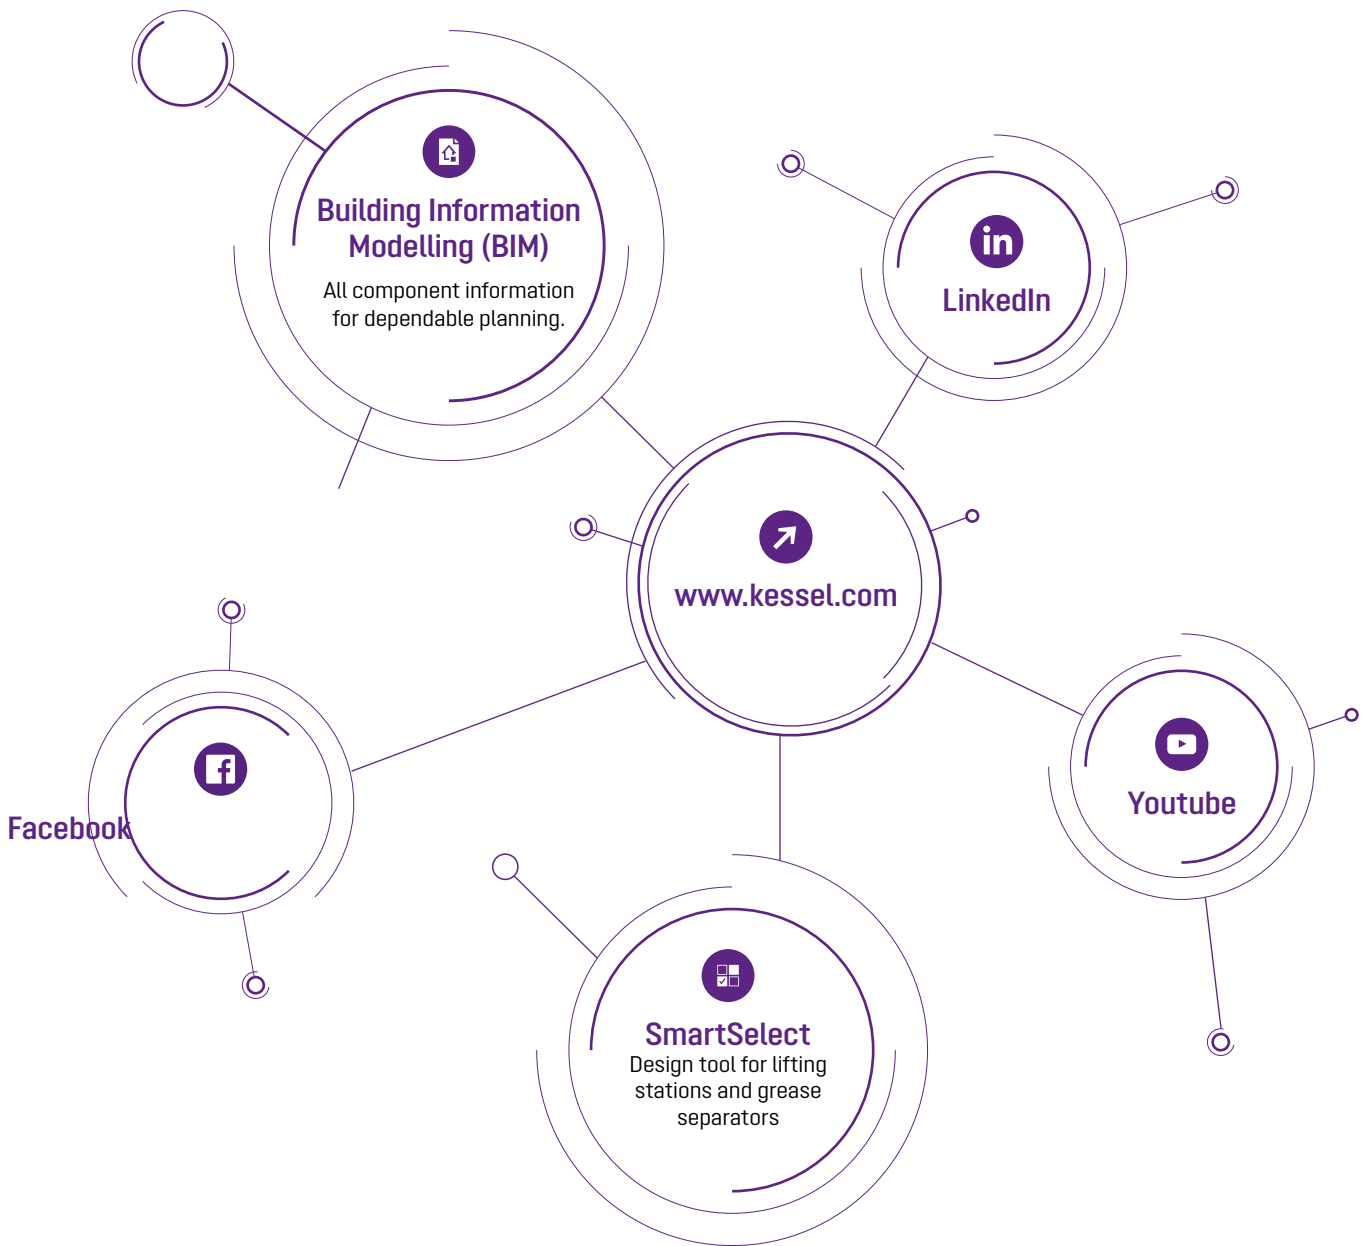 Building Information
Modelling (BIM)
All component information
for dependable planning.
in
LinkedIn
www.kessel.com
Facebook
Youtube
SmartSelect
Design tool for lifting
stations and grease
separators